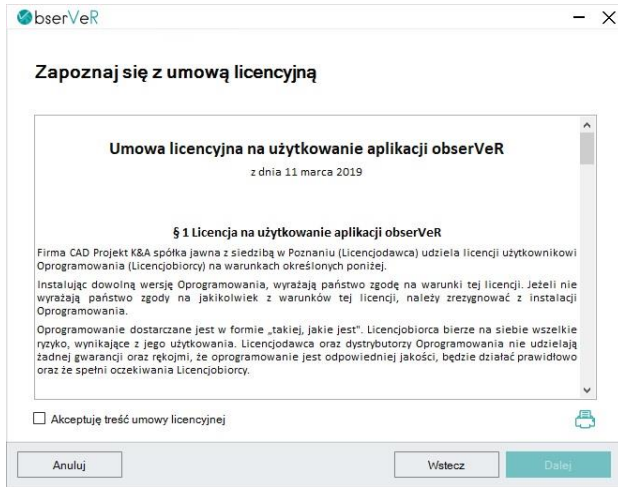 ObserVeR
Zapoznaj się z umową licencyjną
Umowa licencyjna na użytkowanie aplikacji obserVeR
z dnia 11 marca 2019
§ 1 Licencja na użytkowanie aplikacji obserVeR
Firma CAD Projekt K&A spółka jawna z siedzibą w Poznaniu (Licencjodawca) udziela licencji użytkownikowi
Oprogramowania (Licencjobiorcy) na warunkach określonych poniżej.
Instalując dowolną wersję Oprogramowania, wyrażają państwo zgodę na warunki tej licencji. Jeżeli nie
wyrażają państwo zgody na jakikolwiek z warunków tej licencji, należy zrezygnować z instalacji
Oprogramowania.
Oprogramowanie dostarczane jest w formie „takiej, jakie jest". Licencjobiorca bierze na siebie wszelkie
ryzyko, wynikające z jego użytkowania. Licencjodawca oraz dystrybutorzy Oprogramowania nie udzielają
żadnej gwarancji oraz rękojmi, że oprogramowanie jest odpowiedniej jakości, będzie działać prawidłowo
oraz że spełni oczekiwania Licencjobiorcy.
Akceptuję treść umowy licencyjnej
Anuluj
Wstecz
Dalej